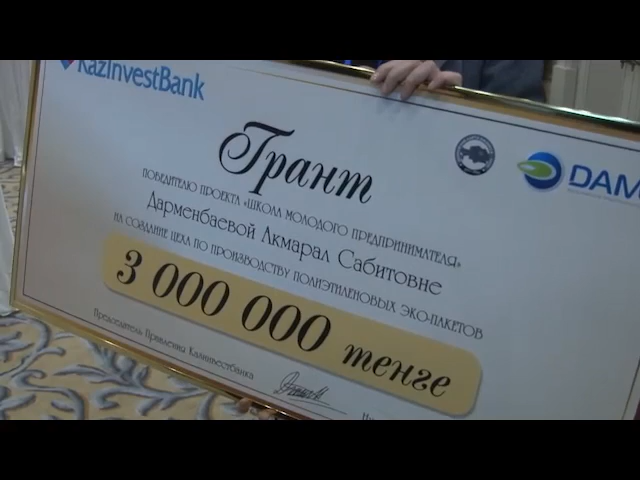 KazInvestBank
DAM
Грант
ПОБЕДИТЕЛЮ ПРОЕКТА «ШКОЛА МОЛОДОГО ПРЕДПРИНИМАТЕЛЯ»
Дарменбаевой Акмарал Сабитовне
НА СОЗДАНИЕ ЦЕХА ПО ПРОИЗВОДСТВУ ПОЛИЭТИЛЕНОВЫХ ЭКО-ПАКЕТОВ
3 000 000 тенге
Председатель Правления Казинвестбанка